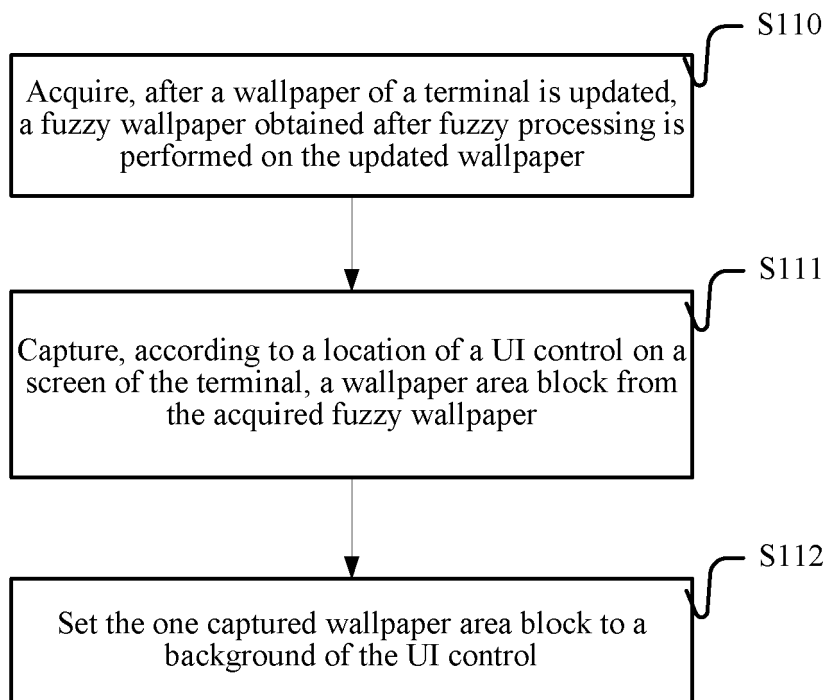 S110
Acquire, after a wallpaper of a terminal is updated,
a fuzzy wallpaper obtained after fuzzy processing is
performed on the updated wallpaper
S111
Capture, according to a location of a UI control on a
screen of the terminal, a wallpaper area block from
the acquired fuzzy wallpaper
S112
Set the one captured wallpaper area block to a
background of the UI control